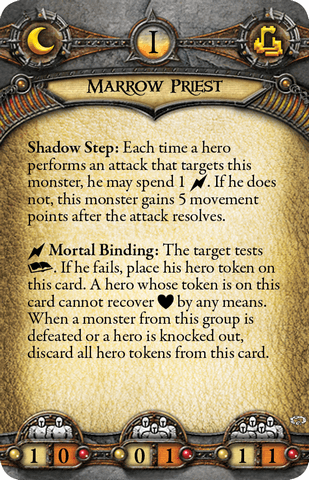 I
Marrow Priest
Shadow Step: Each time a hero
performs an attack that targets this
monster, he may spend 1 . If he does
not, this monster gains 5 movement
points after the attack resolves.
Mortal Binding: The target tests
. If he fails, place his hero token on
this card. A hero whose token is on this
card cannot recover by any means.
When a monster from this group is
defeated or a hero is knocked out,
discard all hero tokens from this card.
1 0 0 1 1 1